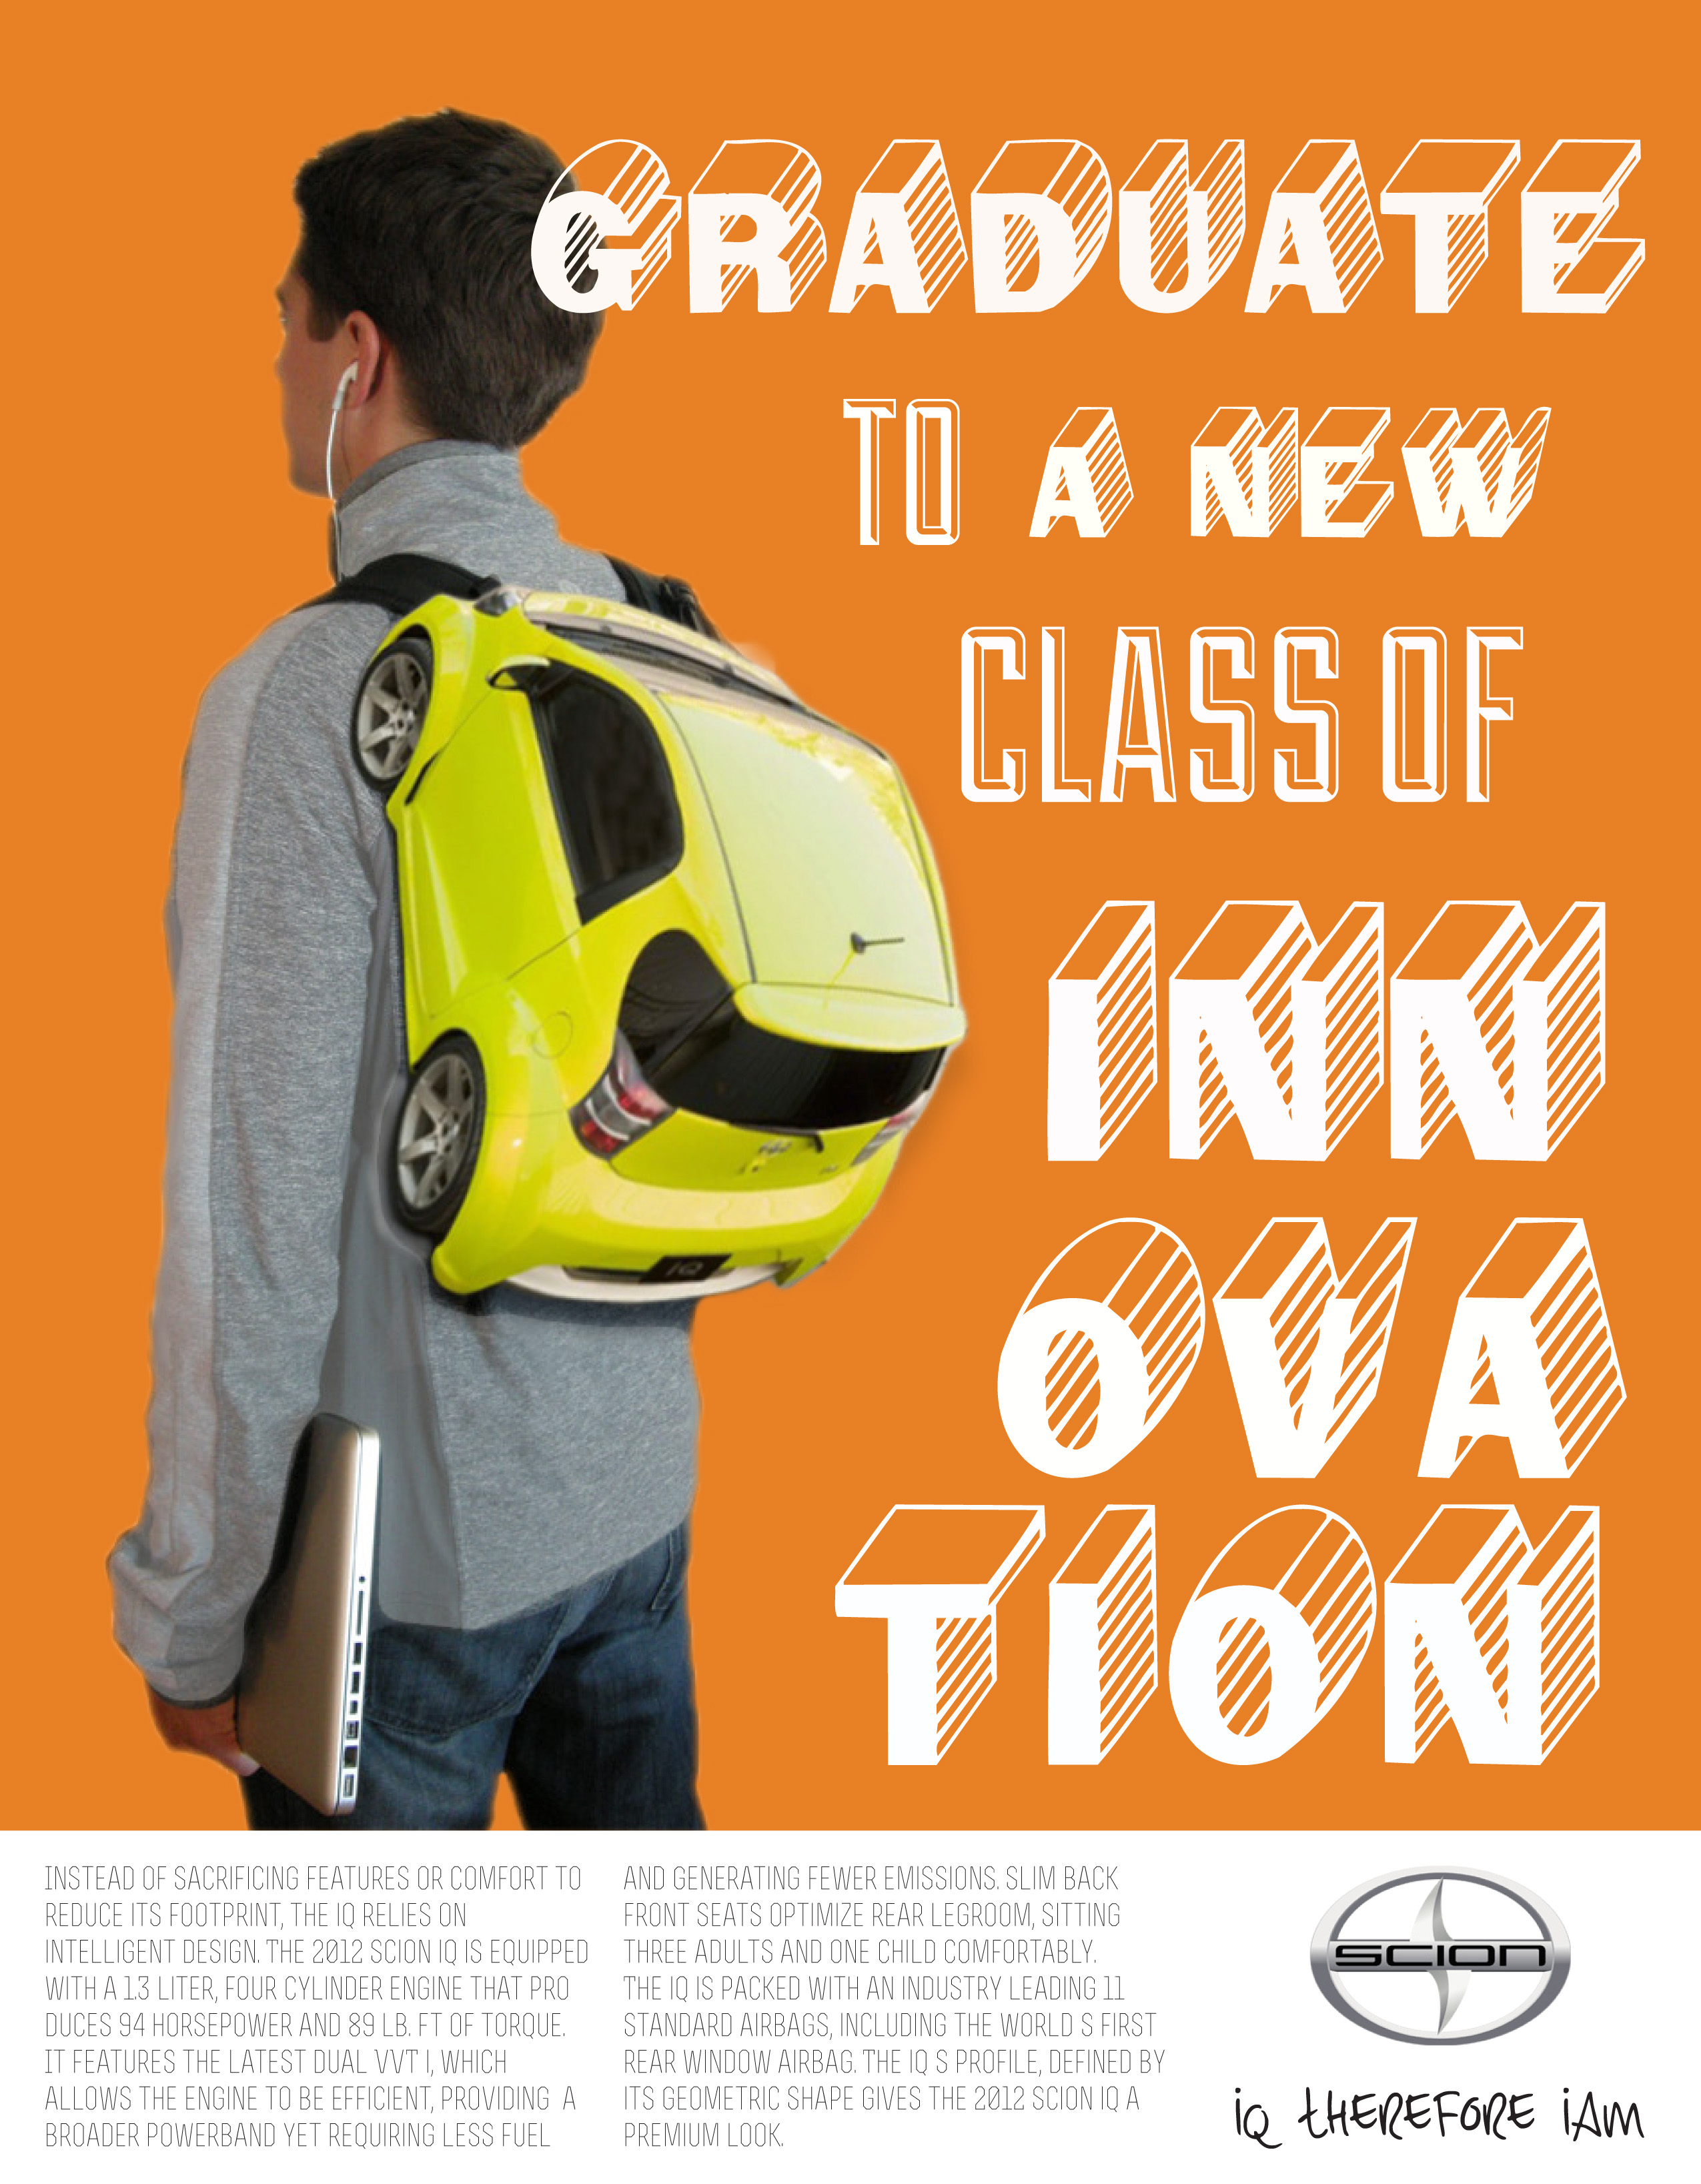 GRADUATE
TO A NEW
CLASS OF
INN
OVA
TION
iQ
INSTEAD OF SACRIFICING FEATURES OR COMFORT TO
REDUCE ITS FOOTPRINT, THE IQ RELIES ON
INTELLIGENT DESIGN. THE 2012 SCION IQ IS EQUIPPED
WITH A 1.3 LITER, FOUR CYLINDER ENGINE THAT PRO
DUCES 94 HORSEPOWER AND 89 LB. FT OF TORQUE.
IT FEATURES THE LATEST DUAL VVT I, WHICH
ALLOWS THE ENGINE TO BE EFFICIENT, PROVIDING A
BROADER POWERBAND YET REQUIRING LESS FUEL
AND GENERATING FEWER EMISSIONS. SLIM BACK
FRONT SEATS OPTIMIZE REAR LEGROOM, SITTING
THREE ADULTS AND ONE CHILD COMFORTABLY.
THE IQ IS PACKED WITH AN INDUSTRY LEADING 11
STANDARD AIRBAGS, INCLUDING THE WORLD S FIRST
REAR WINDOW AIRBAG. THE IQ S PROFILE, DEFINED BY
ITS GEOMETRIC SHAPE GIVES THE 2012 SCION IQ A
PREMIUM LOOK.
SCION
iQ tHEREFORE iAm